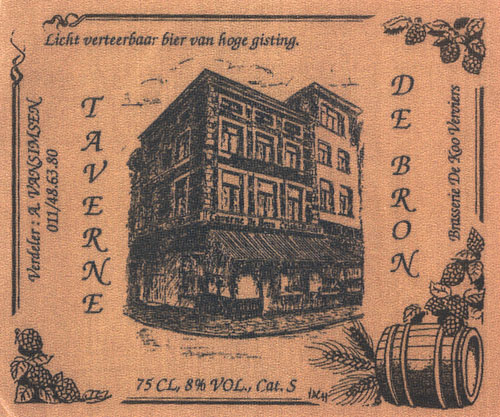 Licht verteerbaar bier van hoge gisting.
Verdeler : A. VANSIMSEN
011/48.63.80
TAVERNE
DE BRON
Brasserie De Koo Verviers
75 CL, 8% VOL., Cat. S